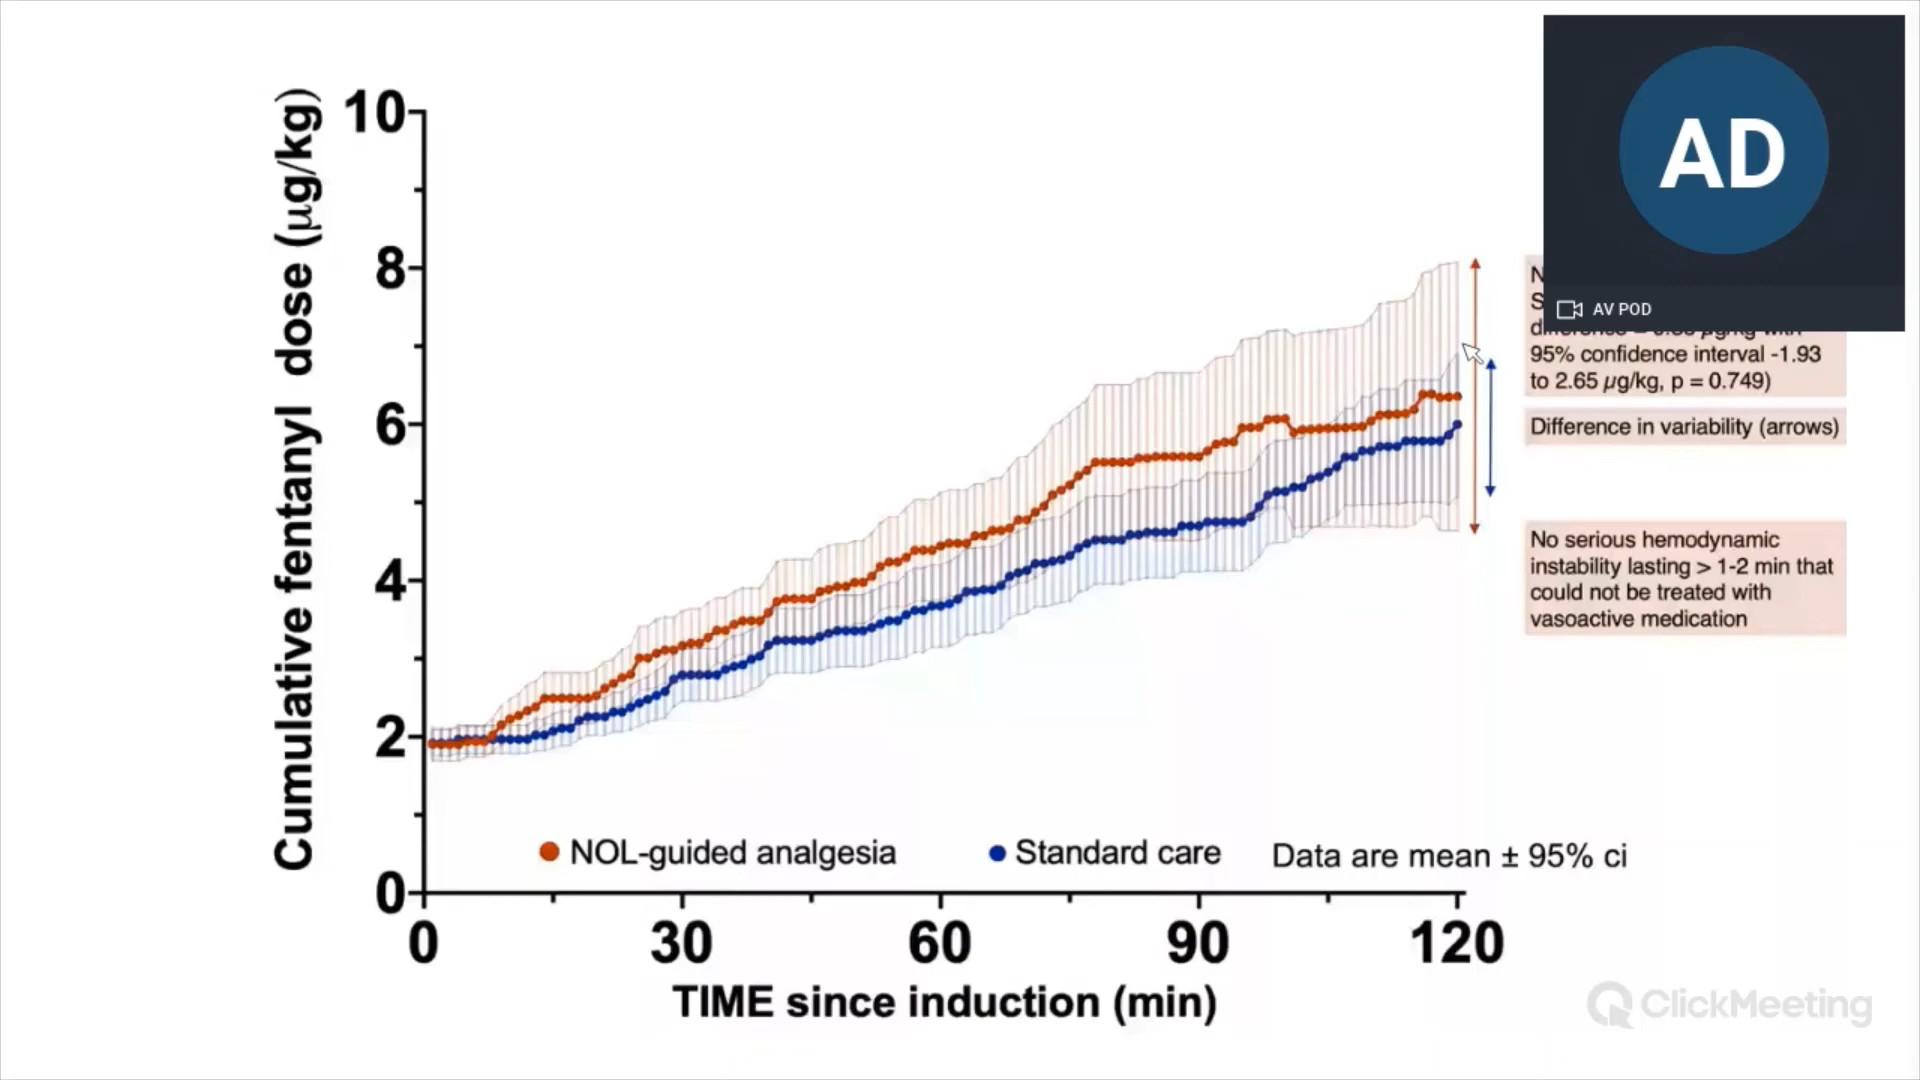 Cumulative fentanyl dose (μg/kg)
10
8
6
4
2
0
0
30
60
90
120
TIME since induction (min)
NOL-guided analgesia
Standard care
Data are mean ± 95% ci
AD
AV POD
95% confidence interval -1.93
to 2.65 μg/kg, p = 0.749)
Difference in variability (arrows)
No serious hemodynamic
instability lasting > 1-2 min that
could not be treated with
vasoactive medication
ClickMeeting